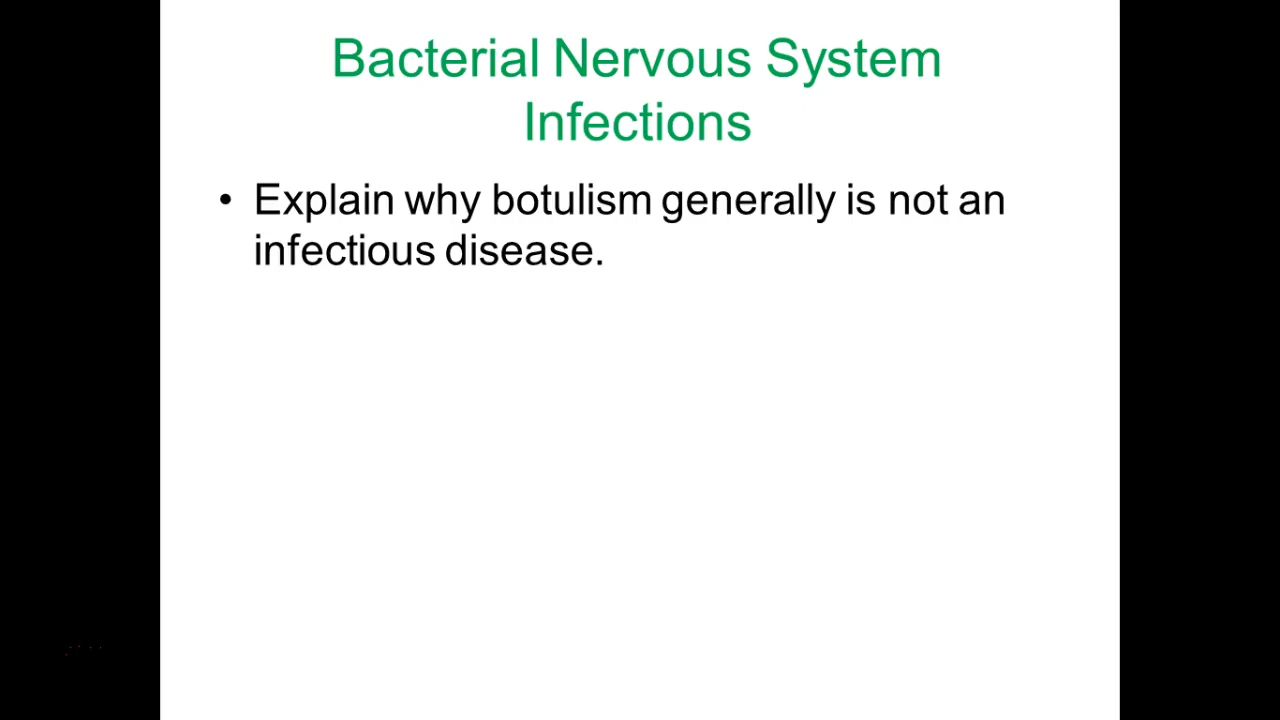 Bacterial Nervous System
Infections
• Explain why botulism generally is not an
infectious disease.